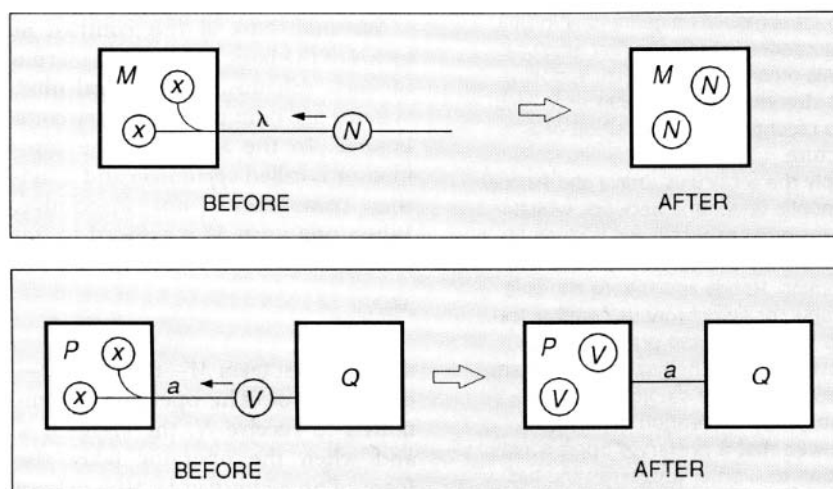 M x x λ N M N N
BEFORE AFTER
P x x a V Q P V V a Q
BEFORE AFTER